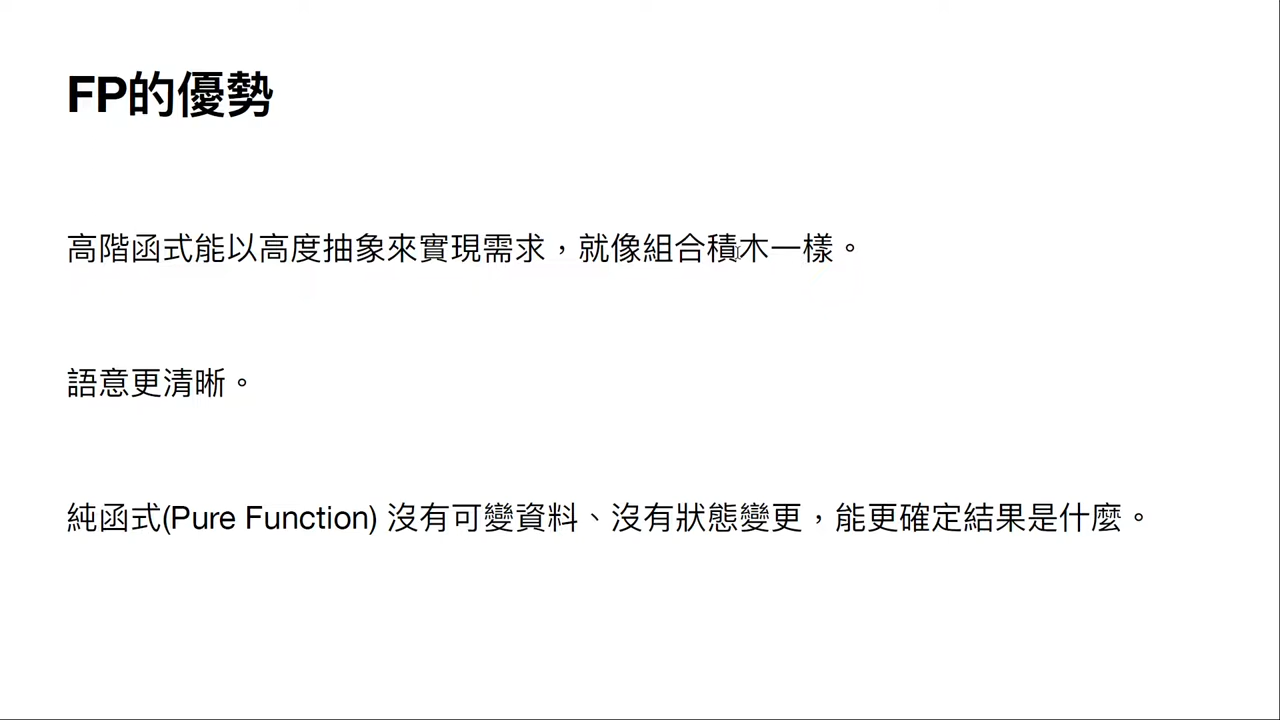 FP的優勢
高階函式能以高度抽象來實現需求，就像組合積木一樣。
語意更清晰。
純函式(Pure Function) 沒有可變資料、沒有狀態變更，能更確定結果是什麼。